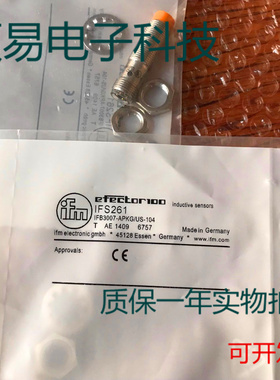 易电子科技
ifm
efector100
inductive sensors
IFS261
IFB3007-APKG/US-104
T AE 1409 6757
Made in Germany
ifm electronic gmbh * 45128 Essen * Germany * www.ifm.com
Approvals:
CE
质保一年实物拍
可开